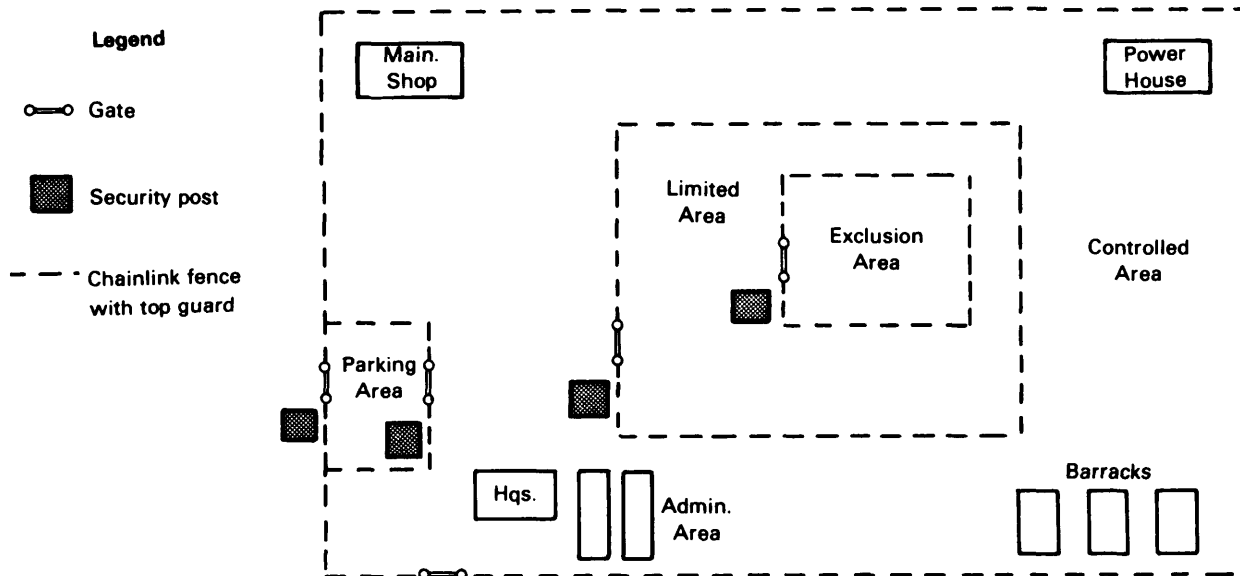 Legend
Gate
Security post
Chainlink fence
with top guard
Main.
Shop
Power
House
Limited
Area
Exclusion
Area
Controlled
Area
Parking
Area
Hqs.
Admin.
Area
Barracks